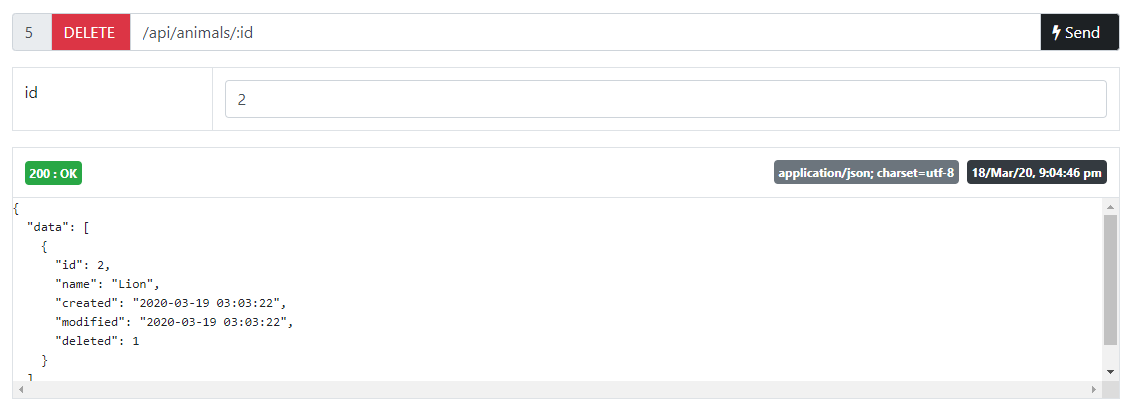 5 DELETE /api/animals/:id Send
id 2
200 : OK application/json; charset=utf-8 18/Mar/20, 9:04:46 pm
{
  "data": [
    {
      "id": 2,
      "name": "Lion",
      "created": "2020-03-19 03:03:22",
      "modified": "2020-03-19 03:03:22",
      "deleted": 1
    }
  ]